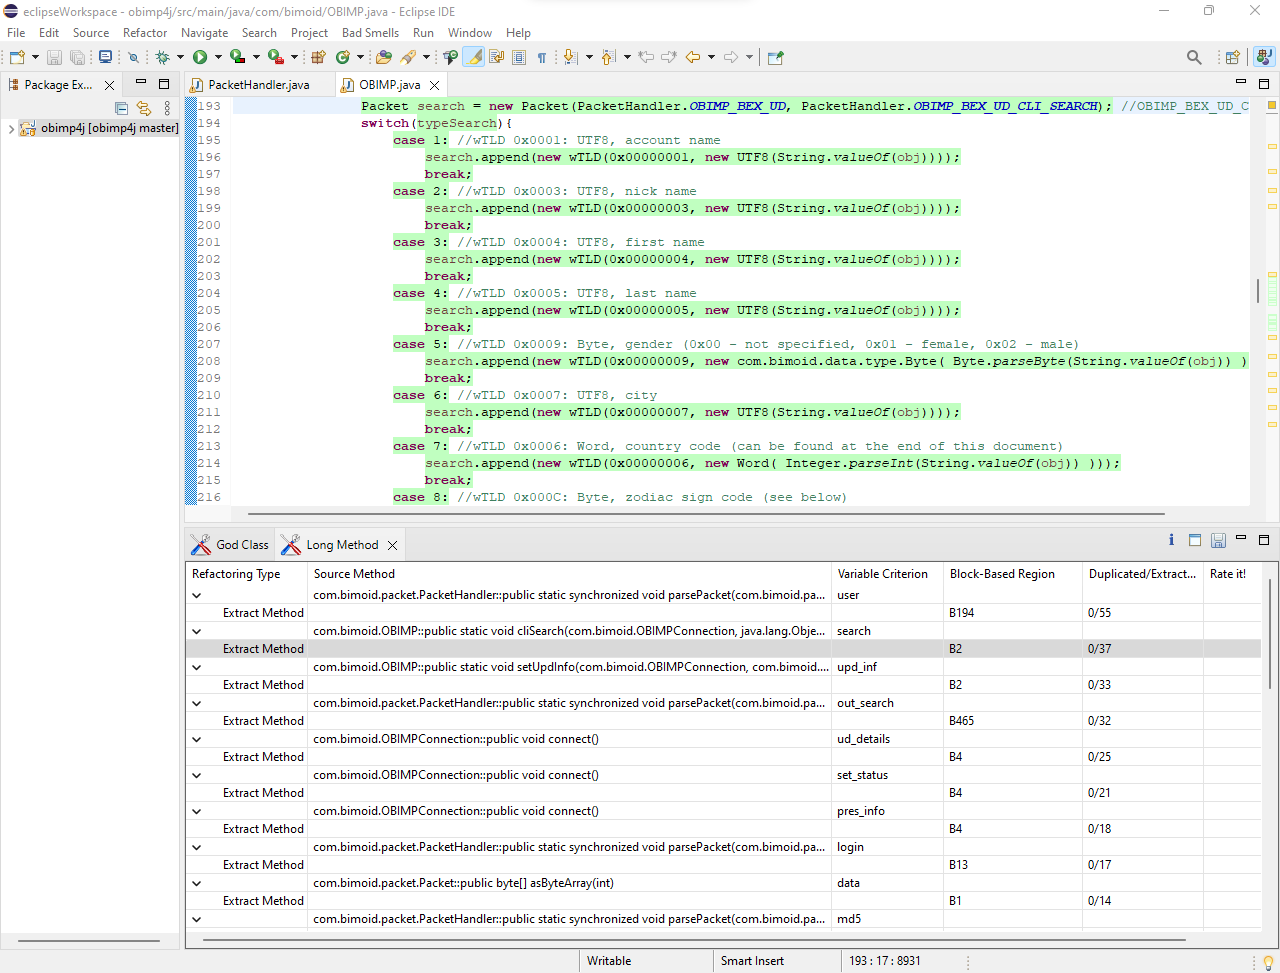 eclipseWorkspace - obimp4j/src/main/java/com/bimoid/OBIMP.java - Eclipse IDE
File Edit Source Refactor Navigate Search Project Bad Smells Run Window Help
Package Ex...
PacketHandler.java OBIMP.java
obimp4j [obimp4j master]
193 Packet search = new Packet(PacketHandler.OBIMP_BEX_UD, PacketHandler.OBIMP_BEX_UD_CLI_SEARCH); //OBIMP_BEX_UD_C
194 switch(typeSearch){
195 case 1: //wTLD 0x0001: UTF8, account name
196 search.append(new wTLD(0x00000001, new UTF8(String.valueOf(obj))));
197 break;
198 case 2: //wTLD 0x0003: UTF8, nick name
199 search.append(new wTLD(0x00000003, new UTF8(String.valueOf(obj))));
200 break;
201 case 3: //wTLD 0x0004: UTF8, first name
202 search.append(new wTLD(0x00000004, new UTF8(String.valueOf(obj))));
203 break;
204 case 4: //wTLD 0x0005: UTF8, last name
205 search.append(new wTLD(0x00000005, new UTF8(String.valueOf(obj))));
206 break;
207 case 5: //wTLD 0x0009: Byte, gender (0x00 - not specified, 0x01 - female, 0x02 - male)
208 search.append(new wTLD(0x00000009, new com.bimoid.data.type.Byte( Byte.parseByte(String.valueOf(obj)) )
209 break;
210 case 6: //wTLD 0x0007: UTF8, city
211 search.append(new wTLD(0x00000007, new UTF8(String.valueOf(obj))));
212 break;
213 case 7: //wTLD 0x0006: Word, country code (can be found at the end of this document)
214 search.append(new wTLD(0x00000006, new Word( Integer.parseInt(String.valueOf(obj)) )));
215 break;
216 case 8: //wTLD 0x000C: Byte, zodiac sign code (see below)
God Class Long Method
Refactoring Type Source Method Variable Criterion Block-Based Region Duplicated/Extract... Rate it!
com.bimoid.packet.PacketHandler::public static synchronized void parsePacket(com.bimoid.pa... user
Extract Method B194 0/55
com.bimoid.OBIMP::public static void cliSearch(com.bimoid.OBIMPConnection, java.lang.Obje... search
Extract Method B2 0/37
com.bimoid.OBIMP::public static void setUpdInfo(com.bimoid.OBIMPConnection, com.bimoid.... upd_inf
Extract Method B2 0/33
com.bimoid.packet.PacketHandler::public static synchronized void parsePacket(com.bimoid.pa... out_search
Extract Method B465 0/32
com.bimoid.OBIMPConnection::public void connect() ud_details
Extract Method B4 0/25
com.bimoid.OBIMPConnection::public void connect() set_status
Extract Method B4 0/21
com.bimoid.OBIMPConnection::public void connect() pres_info
Extract Method B4 0/18
com.bimoid.packet.PacketHandler::public static synchronized void parsePacket(com.bimoid.pa... login
Extract Method B13 0/17
com.bimoid.packet.Packet::public byte[] asByteArray(int) data
Extract Method B1 0/14
com.bimoid.packet.PacketHandler::public static synchronized void parsePacket(com.bimoid.pa... md5
Writable Smart Insert 193 : 17 : 8931